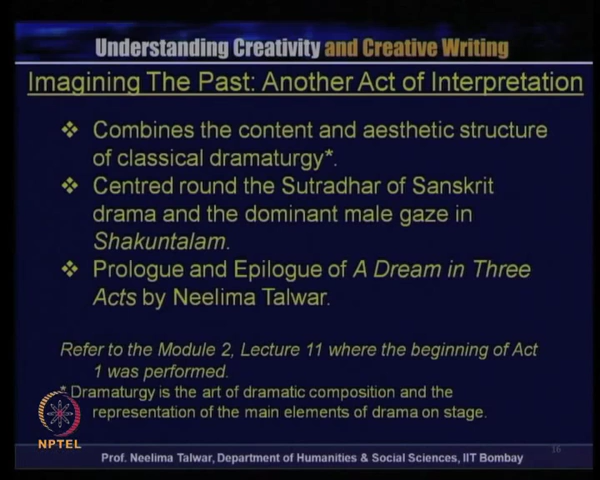 Understanding Creativity and Creative Writing
Imagining The Past: Another Act of Interpretation
❖ Combines the content and aesthetic structure
of classical dramaturgy*.
❖ Centred round the Sutradhar of Sanskrit
drama and the dominant male gaze in
Shakuntalam.
❖ Prologue and Epilogue of A Dream in Three
Acts by Neelima Talwar.
Refer to the Module 2, Lecture 11 where the beginning of Act
1 was performed.
* Dramaturgy is the art of dramatic composition and the
representation of the main elements of drama on stage.
NPTEL
Prof. Neelima Talwar, Department of Humanities & Social Sciences, IIT Bombay
16